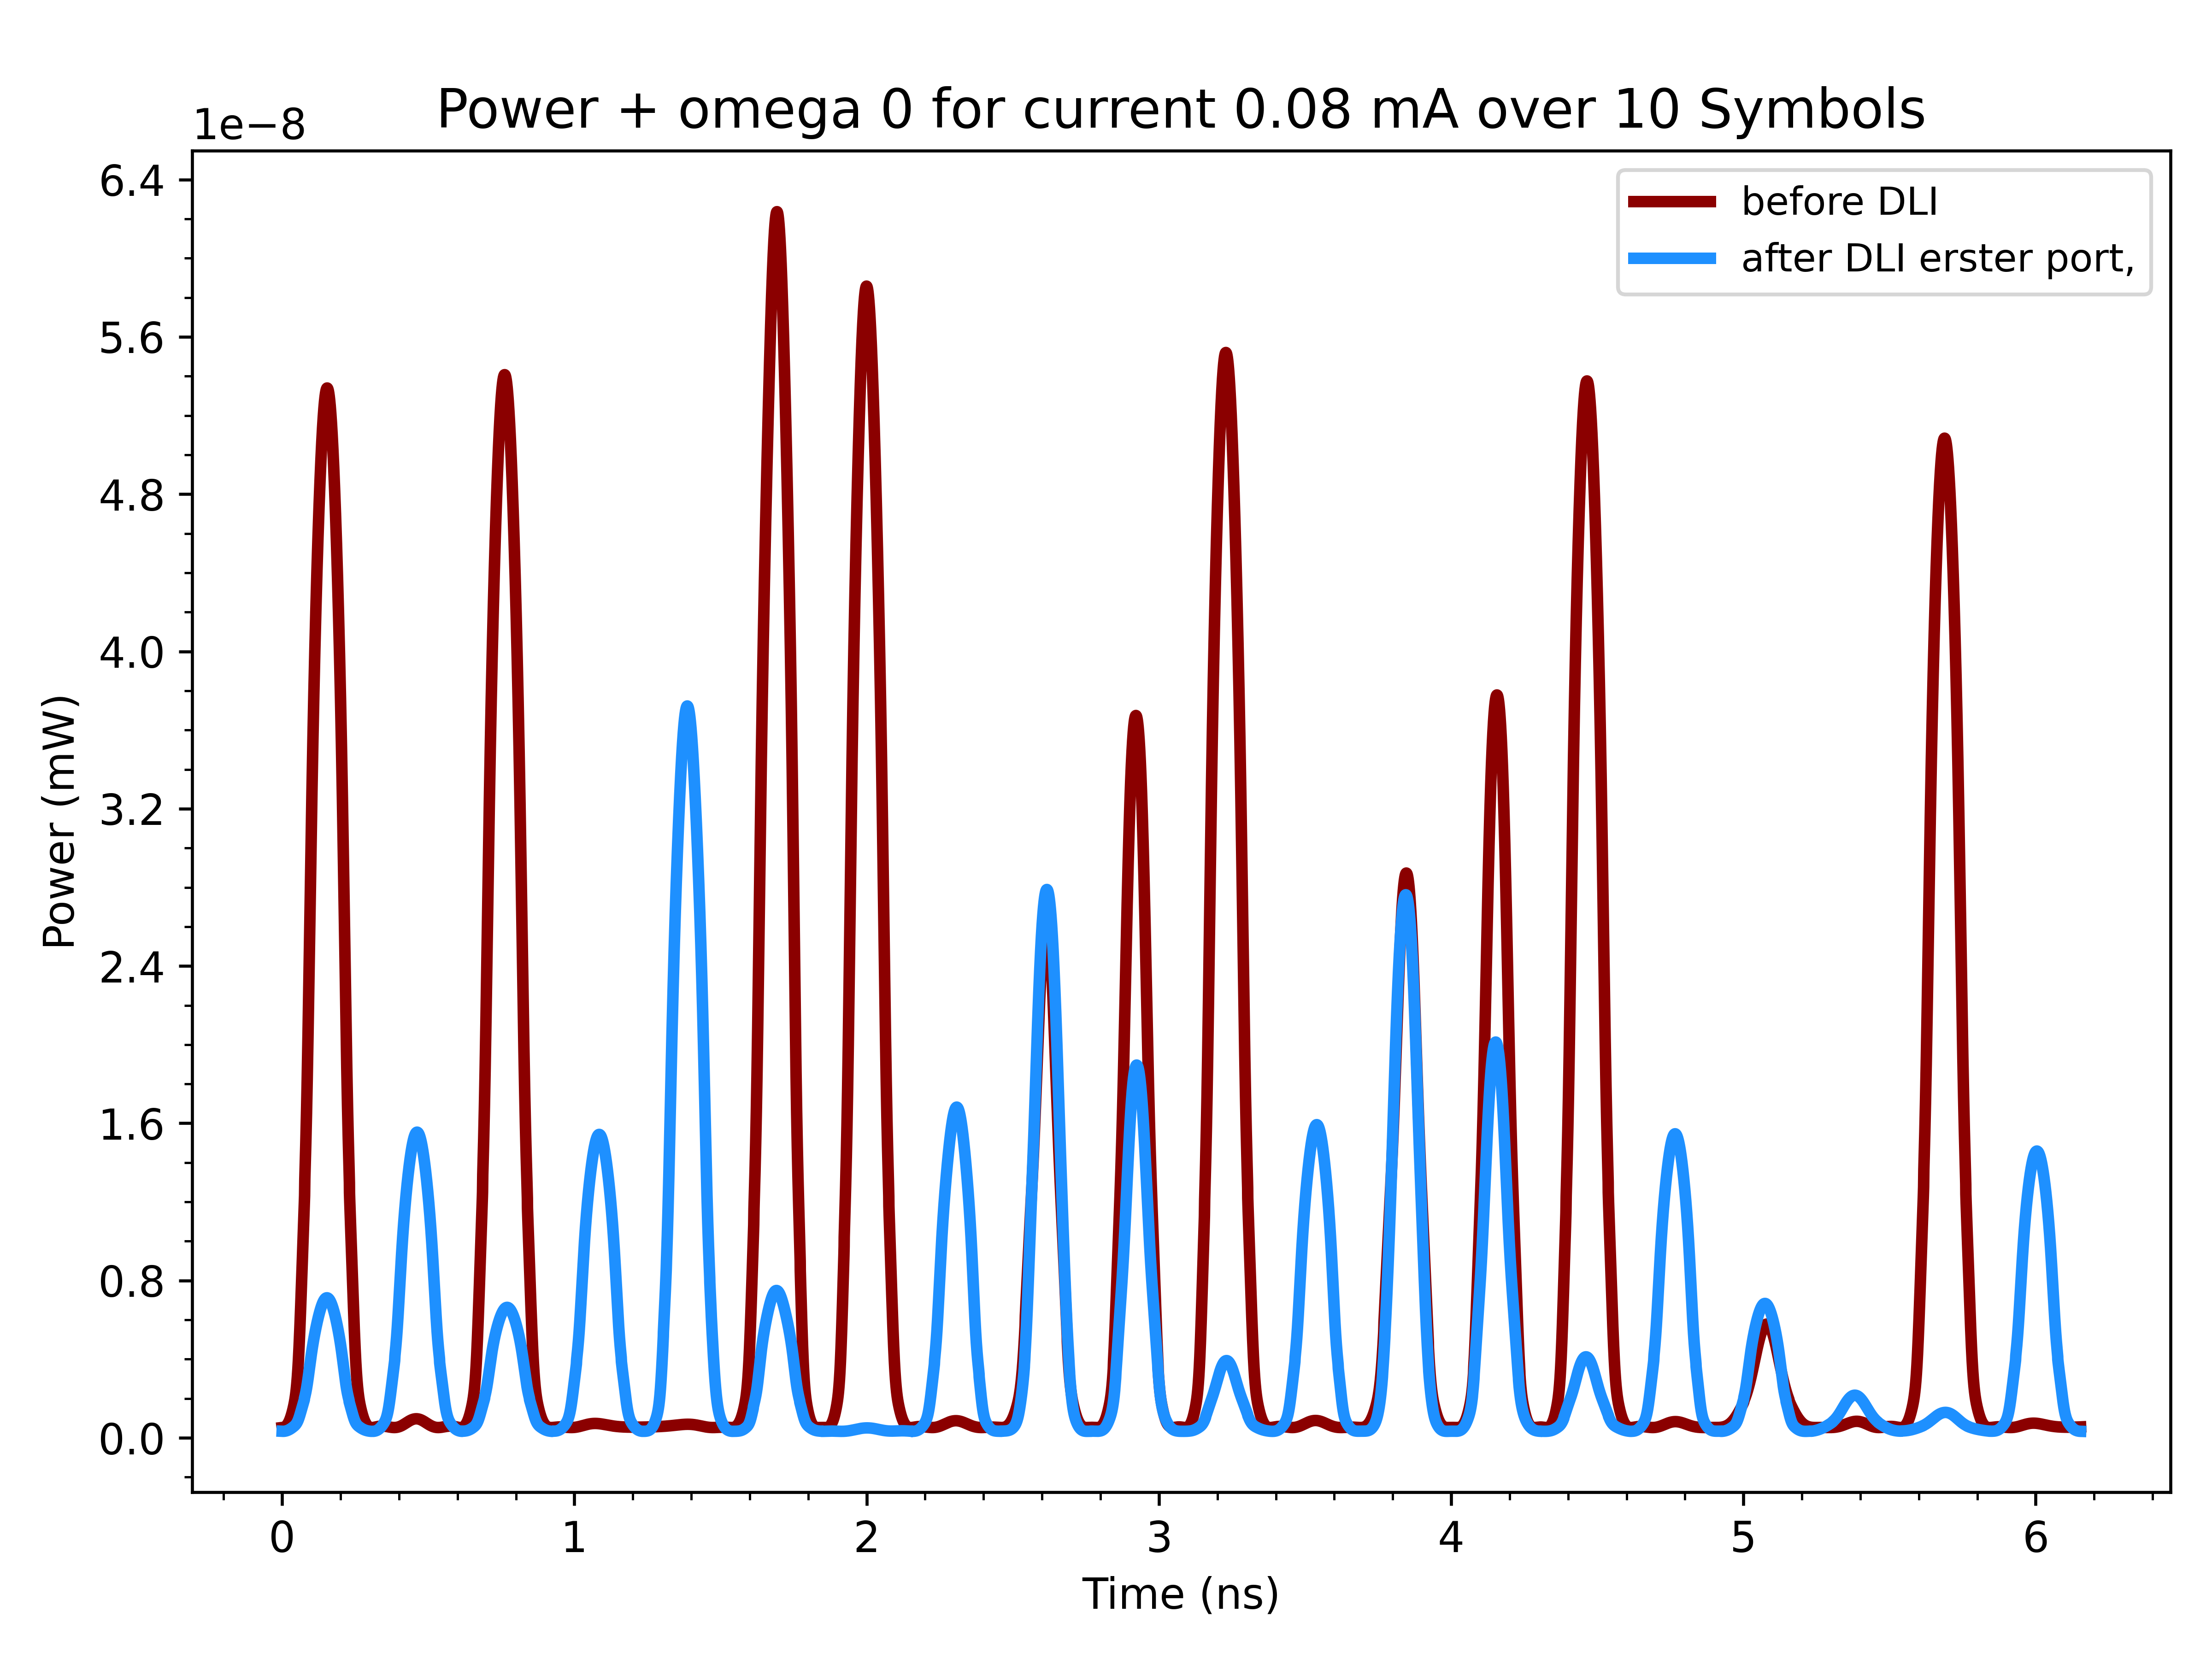 Power + omega 0 for current 0.08 mA over 10 Symbols
1e−8
before DLI
after DLI erster port,
6.4
5.6
4.8
4.0
3.2
2.4
1.6
0.8
0.0
Power (mW)
0 1 2 3 4 5 6
Time (ns)